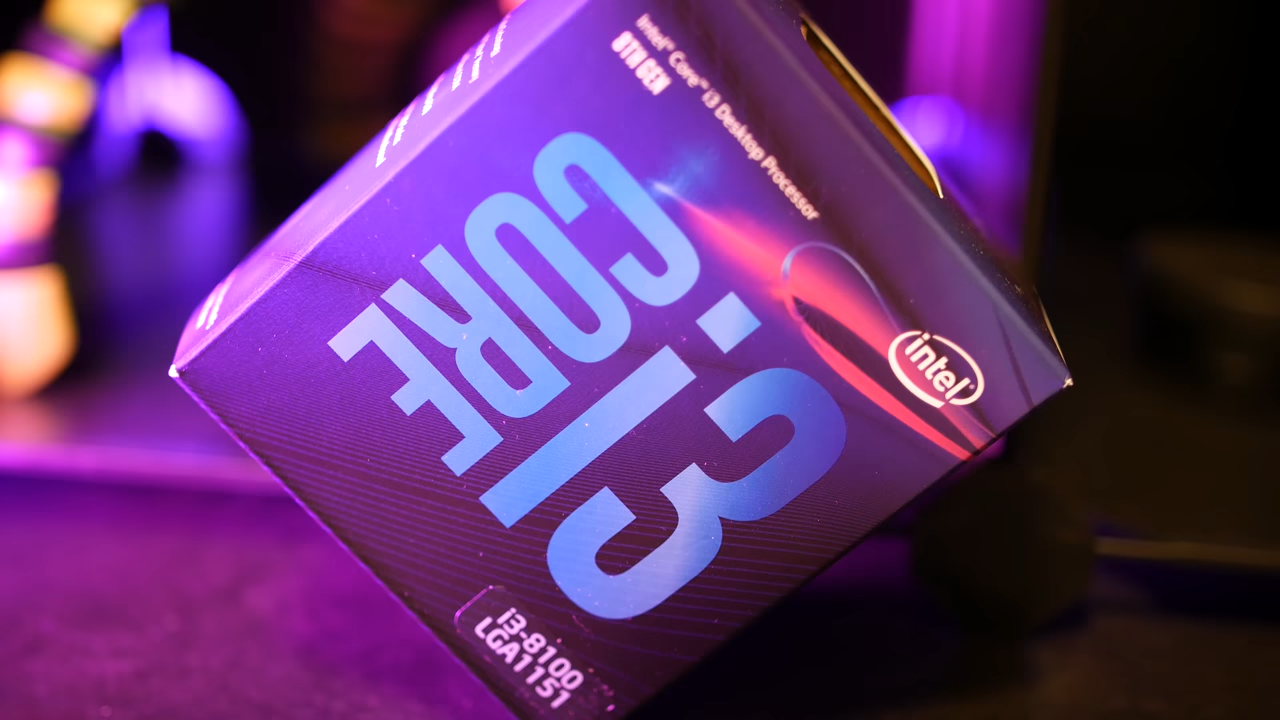 Intel® Core™ i3 Desktop Processor
8TH GEN
CORE
i3
intel®
i3-8100
LGA1151